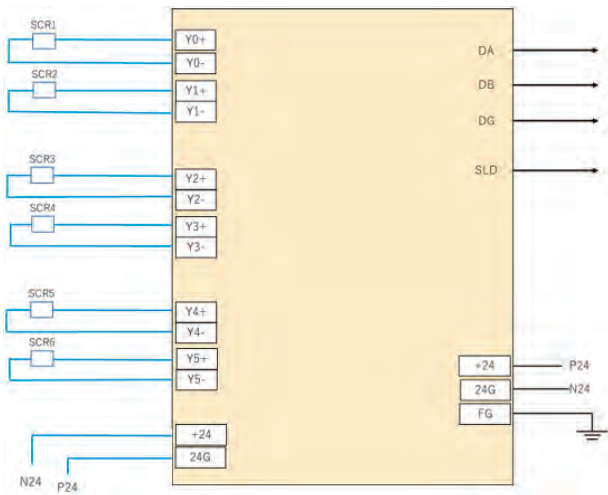 SCR1
Y0+
Y0-
SCR2
Y1+
Y1-
SCR3
Y2+
Y2-
SCR4
Y3+
Y3-
SCR5
Y4+
Y4-
SCR6
Y5+
Y5-
+24
24G
N24
P24
DA
DB
DG
SLD
+24
P24
24G
N24
FG